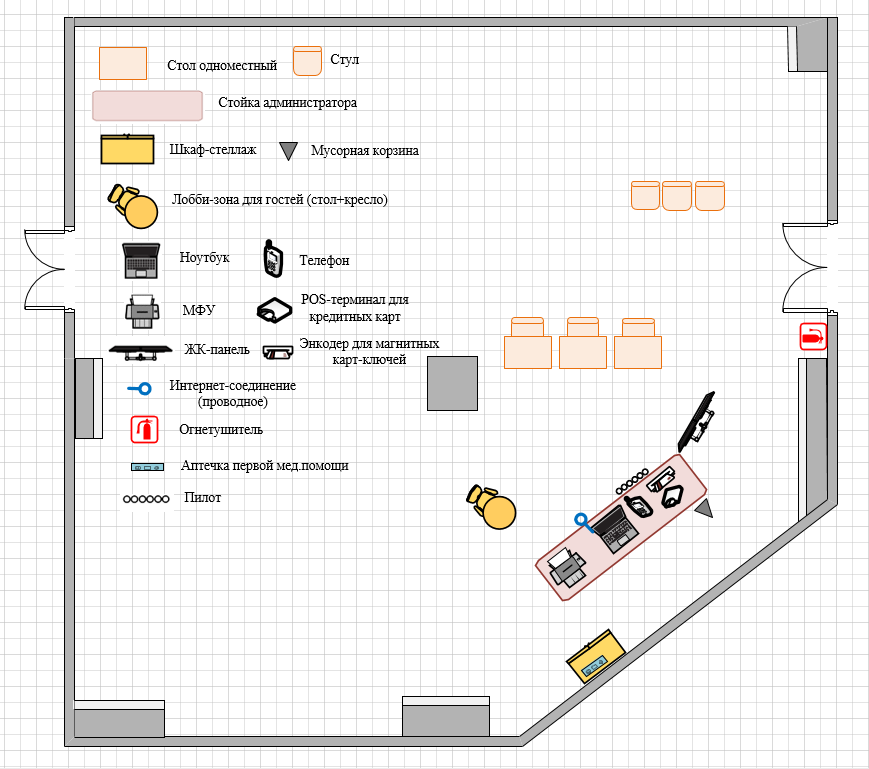 Стол одноместный
Стул
Стойка администратора
Шкаф-стеллаж
Мусорная корзина
Лобби-зона для гостей (стол+кресло)
Ноутбук
Телефон
МФУ
POS-терминал для
кредитных карт
ЖК-панель
Энкодер для магнитных
карт-ключей
Интернет-соединение
(проводное)
Огнетушитель
Аптечка первой мед.помощи
Пилот